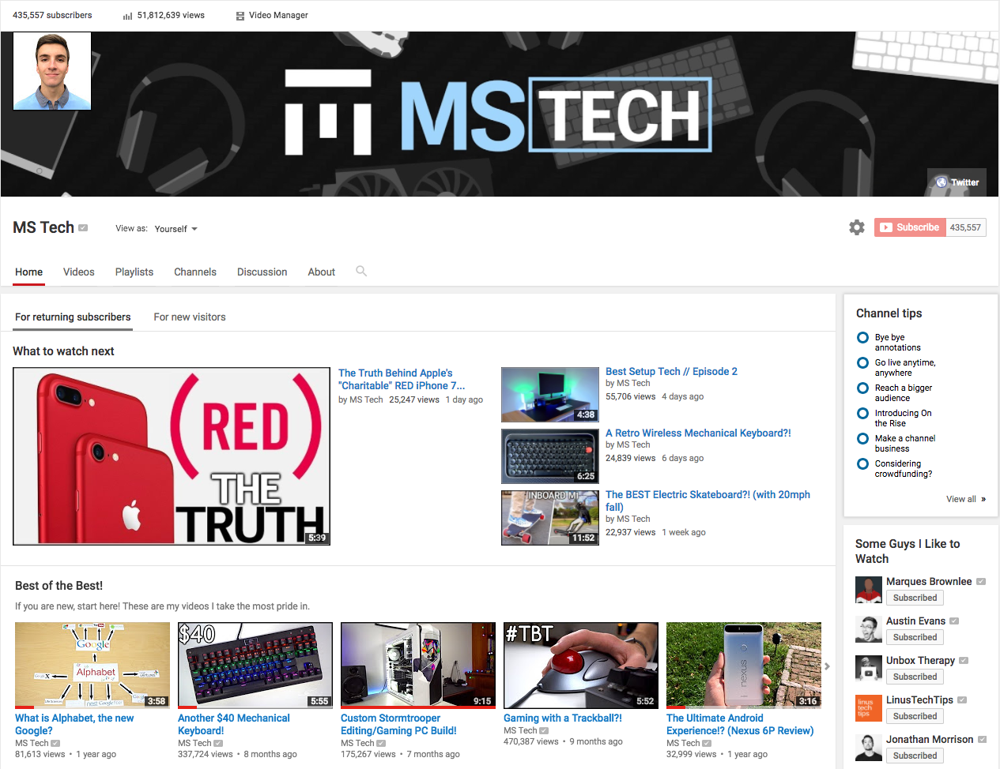 435,557 subscribers
51,812,639 views
Video Manager
MSTECH
Twitter
MS Tech
View as: Yourself
Subscribe 435,557
Home
Videos
Playlists
Channels
Discussion
About
For returning subscribers
For new visitors
What to watch next
(RED)
THE
TRUTH
5:39
The Truth Behind Apple's
"Charitable" RED iPhone 7...
by MS Tech 25,247 views 1 day ago
4:38
Best Setup Tech // Episode 2
by MS Tech
55,706 views 4 days ago
6:25
A Retro Wireless Mechanical Keyboard?!
by MS Tech
24,839 views 6 days ago
INBOARD M1
11:52
The BEST Electric Skateboard?! (with 20mph
fall)
by MS Tech
22,937 views 1 week ago
Best of the Best!
If you are new, start here! These are my videos I take the most pride in.
Google
Alphabet
nest
3:58
What is Alphabet, the new
Google?
MS Tech
81,613 views • 1 year ago
$40
5:55
Another $40 Mechanical
Keyboard!
MS Tech
337,724 views • 8 months ago
9:15
Custom Stormtrooper
Editing/Gaming PC Build!
MS Tech
175,267 views • 7 months ago
#TBT
5:52
Gaming with a Trackball?!
MS Tech
470,387 views • 9 months ago
nexus
3:16
The Ultimate Android
Experience!? (Nexus 6P Review)
MS Tech
32,999 views • 1 year ago
Channel tips
Bye bye
annotations
Go live anytime,
anywhere
Reach a bigger
audience
Introducing On
the Rise
Make a channel
business
Considering
crowdfunding?
View all »
Some Guys I Like to
Watch
Marques Brownlee
Subscribed
Austin Evans
Subscribed
Unbox Therapy
Subscribed
linus
tech
tips
LinusTechTips
Subscribed
Jonathan Morrison
Subscribed